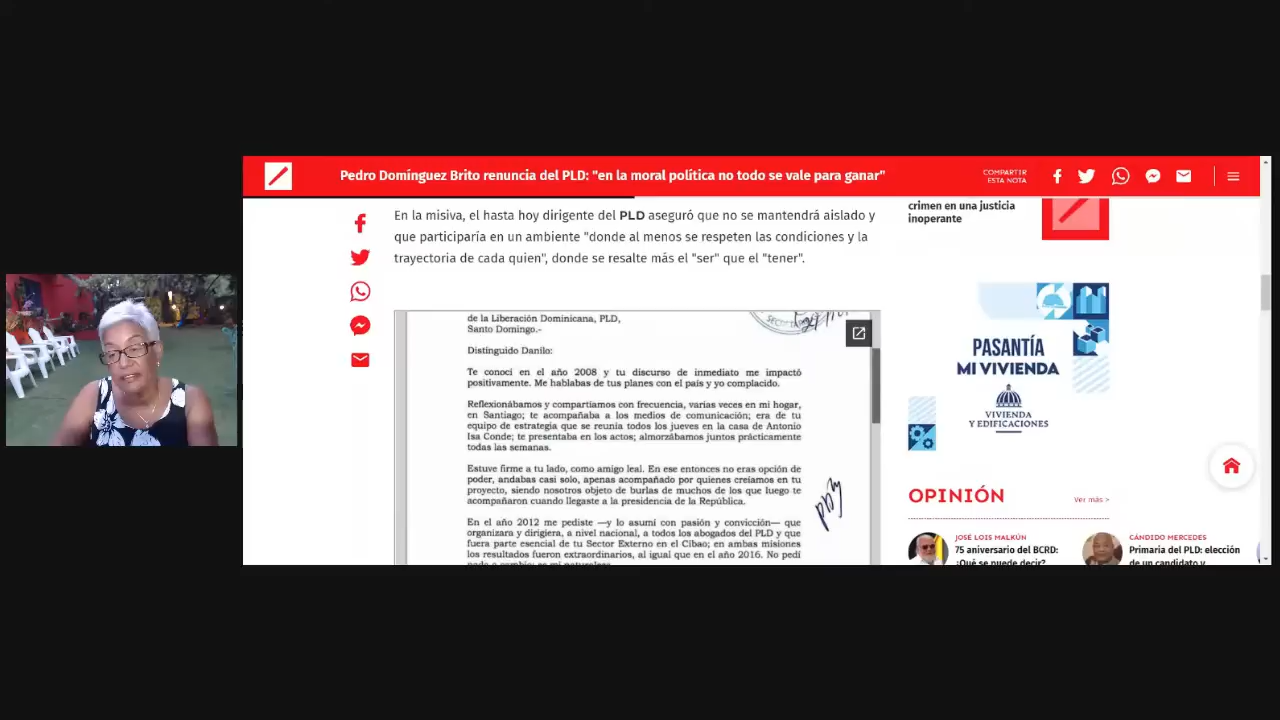 Pedro Domínguez Brito renuncia del PLD: "en la moral política no todo se vale para ganar"
COMPARTIR
ESTA NOTA
En la misiva, el hasta hoy dirigente del PLD aseguró que no se mantendrá aislado y
que participaría en un ambiente "donde al menos se respeten las condiciones y la
trayectoria de cada quien", donde se resalte más el "ser" que el "tener".
de la Liberación Dominicana, PLD,
Santo Domingo.-
Distinguido Danilo:
Te conocí en el año 2008 y tu discurso de inmediato me impactó
positivamente. Me hablabas de tus planes con el país y yo complacido.
Reflexionábamos y compartíamos con frecuencia, varias veces en mi hogar,
en Santiago; te acompañaba a los medios de comunicación; era de tu
equipo de estrategia que se reunía todos los jueves en la casa de Antonio
Isa Conde; te presentaba en los actos; almorzábamos juntos prácticamente
todas las semanas.
Estuve firme a tu lado, como amigo leal. En ese entonces no eras opción de
poder, andabas casi solo, apenas acompañado por quienes creíamos en tu
proyecto, siendo nosotros objeto de burlas de muchos de los que luego te
acompañaron cuando llegaste a la presidencia de la República.
En el año 2012 me pediste —y lo asumí con pasión y convicción— que
organizara y dirigiera, a nivel nacional, a todos los abogados del PLD y que
fuera parte esencial de tu Sector Externo en el Cibao; en ambas misiones
los resultados fueron extraordinarios, al igual que en el año 2016. No pedí
crimen en una justicia
inoperante
PASANTÍA
MI VIVIENDA
VIVIENDA
Y EDIFICACIONES
OPINIÓN
Ver más >
JOSÉ LOIS MALKÚN
75 aniversario del BCRD:
¿Qué se puede decir?
CÁNDIDO MERCEDES
Primaria del PLD: elección
de un candidato y